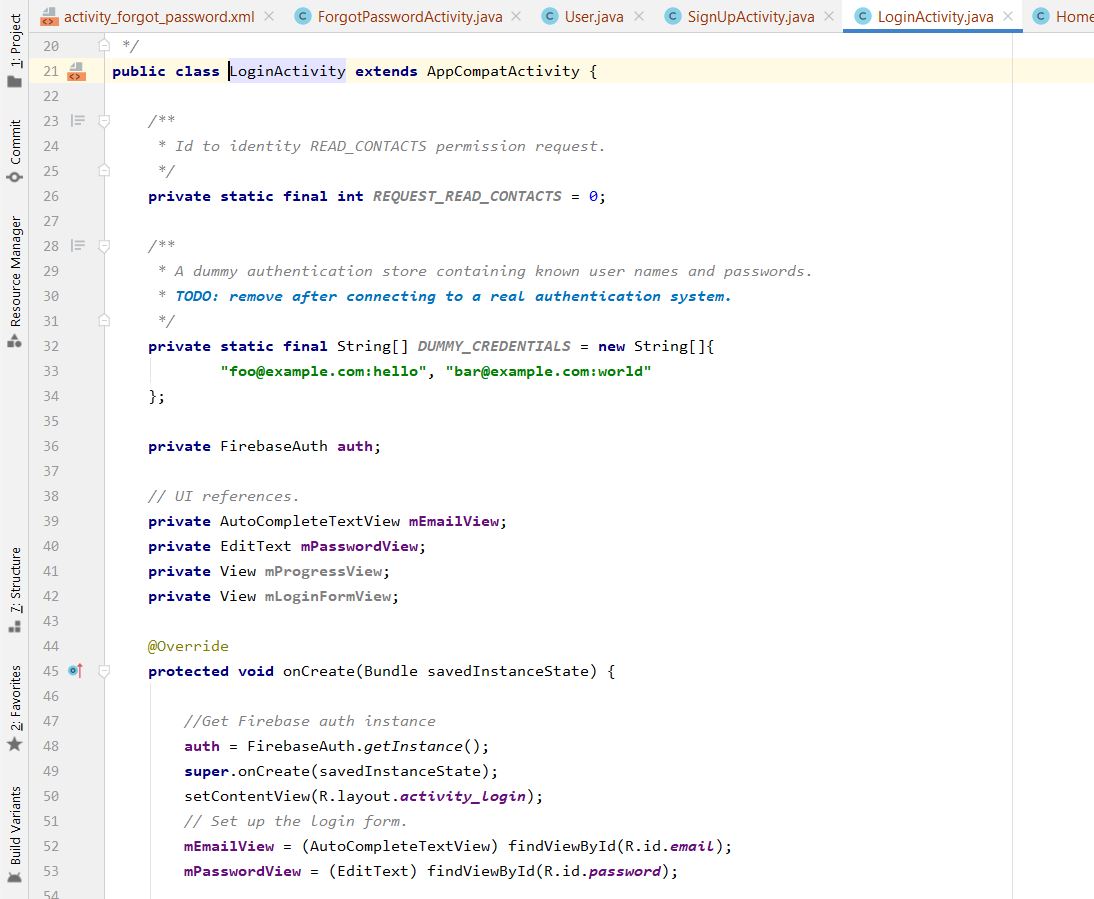 activity_forgot_password.xml ForgotPasswordActivity.java User.java SignUpActivity.java LoginActivity.java Home
1: Project
Commit
Resource Manager
7: Structure
2: Favorites
Build Variants
20 */
21 public class LoginActivity extends AppCompatActivity {
22
23 /**
24 * Id to identity READ_CONTACTS permission request.
25 */
26 private static final int REQUEST_READ_CONTACTS = 0;
27
28 /**
29 * A dummy authentication store containing known user names and passwords.
30 * TODO: remove after connecting to a real authentication system.
31 */
32 private static final String[] DUMMY_CREDENTIALS = new String[]{
33 "foo@example.com:hello", "bar@example.com:world"
34 };
35
36 private FirebaseAuth auth;
37
38 // UI references.
39 private AutoCompleteTextView mEmailView;
40 private EditText mPasswordView;
41 private View mProgressView;
42 private View mLoginFormView;
43
44 @Override
45 protected void onCreate(Bundle savedInstanceState) {
46
47 //Get Firebase auth instance
48 auth = FirebaseAuth.getInstance();
49 super.onCreate(savedInstanceState);
50 setContentView(R.layout.activity_login);
51 // Set up the login form.
52 mEmailView = (AutoCompleteTextView) findViewById(R.id.email);
53 mPasswordView = (EditText) findViewById(R.id.password);
54